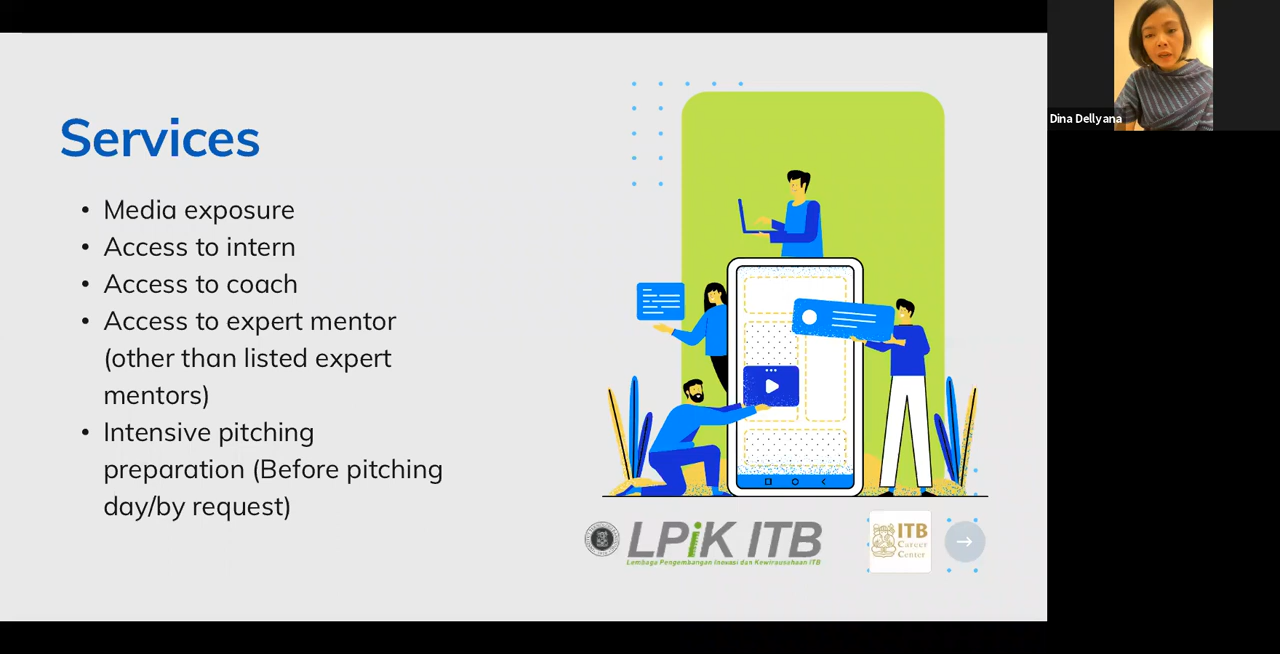 Services
• Media exposure
• Access to intern
• Access to coach
• Access to expert mentor
(other than listed expert
mentors)
• Intensive pitching
preparation (Before pitching
day/by request)
LPiK ITB
Lembaga Pengembangan Inovasi dan Kewirausahaan ITB
ITB
Career
Center
Dina Dellyana